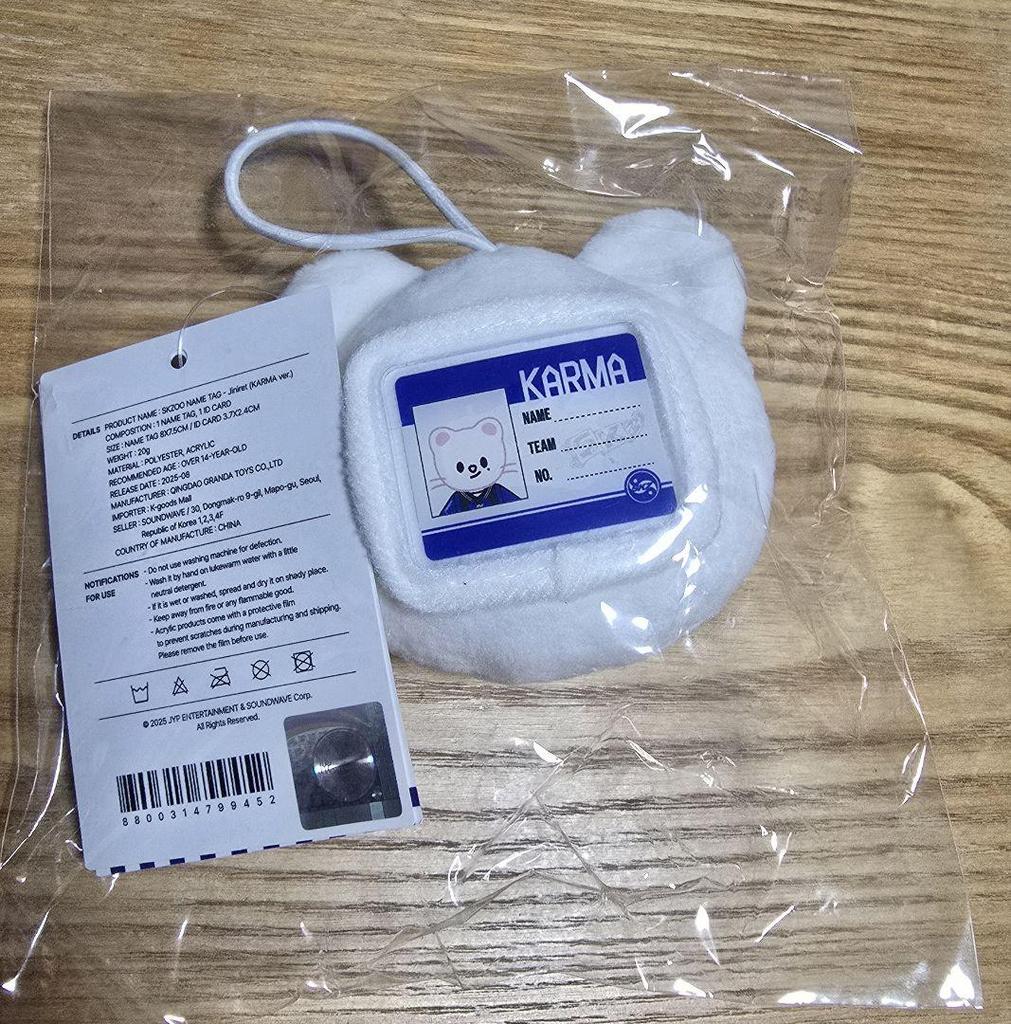 DETAILS PRODUCT NAME : SKZOO NAME TAG - Jiniret (KARMA ver.)
COMPOSITION : 1 NAME TAG, 1 ID CARD
SIZE : NAME TAG 8X7.5CM / ID CARD 3.7X2.4CM
WEIGHT : 20g
MATERIAL : POLYESTER, ACRYLIC
RECOMMENDED AGE : OVER 14-YEAR-OLD
RELEASE DATE : 2025-08
MANUFACTURER : QINGDAO GRANDA TOYS CO.,LTD
IMPORTER : K-goods Mall
SELLER : SOUNDWAVE / 30, Dongmak-ro 9-gil, Mapo-gu, Seoul,
Republic of Korea 1,2,3,4F
COUNTRY OF MANUFACTURE : CHINA
NOTIFICATIONS - Do not use washing machine for defection.
FOR USE - Wash it by hand on lukewarm water with a little
neutral detergent.
- If it is wet or washed, spread and dry it on shady place.
- Keep away from fire or any flammable good.
- Acrylic products come with a protective film
to prevent scratches during manufacturing and shipping.
Please remove the film before use.
© 2025 JYP ENTERTAINMENT & SOUNDWAVE Corp.
All Rights Reserved.
8800314799452
KARMA
NAME
TEAM
NO.